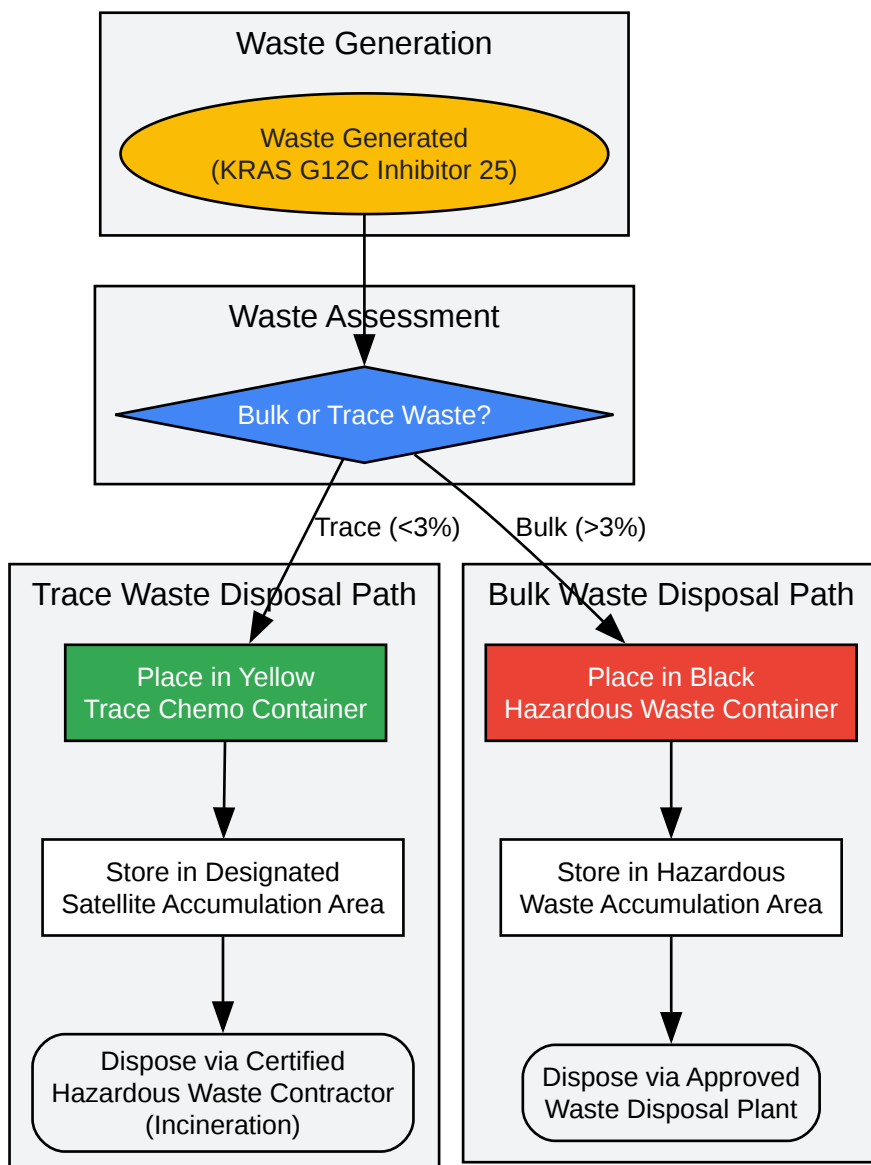 Waste Generation
Waste Generated
(KRAS G12C Inhibitor 25)
Waste Assessment
Bulk or Trace Waste?
Trace (<3%)
Bulk (>3%)
Trace Waste Disposal Path
Place in Yellow
Trace Chemo Container
Store in Designated
Satellite Accumulation Area
Dispose via Certified
Hazardous Waste Contractor
(Incineration)
Bulk Waste Disposal Path
Place in Black
Hazardous Waste Container
Store in Hazardous
Waste Accumulation Area
Dispose via Approved
Waste Disposal Plant